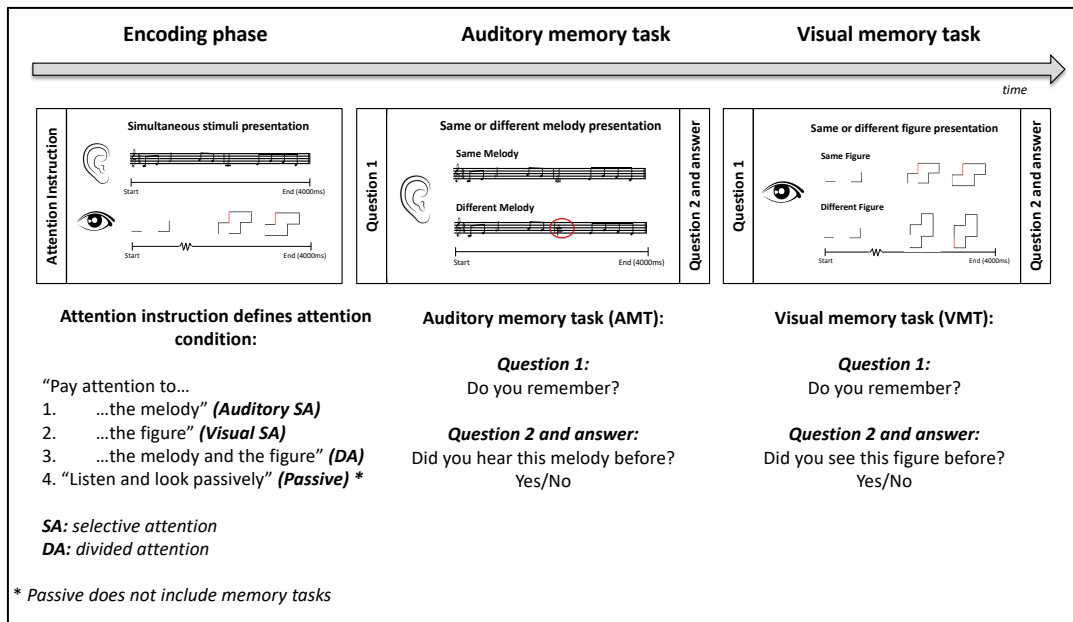 Encoding phase
Auditory memory task
Visual memory task
time
Attention Instruction
Simultaneous stimuli presentation
Start
End (4000ms)
Start
End (4000ms)
Question 1
Same or different melody presentation
Same Melody
Different Melody
Start
End (4000ms)
Question 2 and answer
Question 1
Same or different figure presentation
Same Figure
Different Figure
Start
End (4000ms)
Question 2 and answer
Attention instruction defines attention
condition:
“Pay attention to…
1. …the melody” (Auditory SA)
2. …the figure” (Visual SA)
3. …the melody and the figure” (DA)
4. “Listen and look passively” (Passive) *
SA: selective attention
DA: divided attention
* Passive does not include memory tasks
Auditory memory task (AMT):
Question 1:
Do you remember?
Question 2 and answer:
Did you hear this melody before?
Yes/No
Visual memory task (VMT):
Question 1:
Do you remember?
Question 2 and answer:
Did you see this figure before?
Yes/No